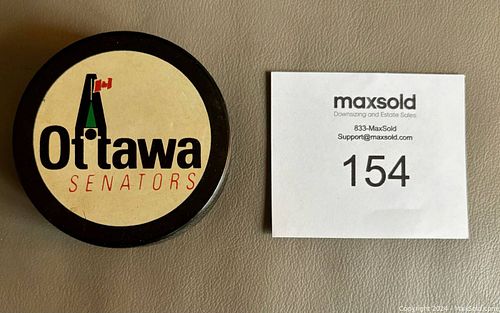 Ottawa
SENATORS
maxsold
Downsizing and Estate Sales
833-MaxSold
Support@maxsold.com
154
Copyright 2024 - MaxSold.com